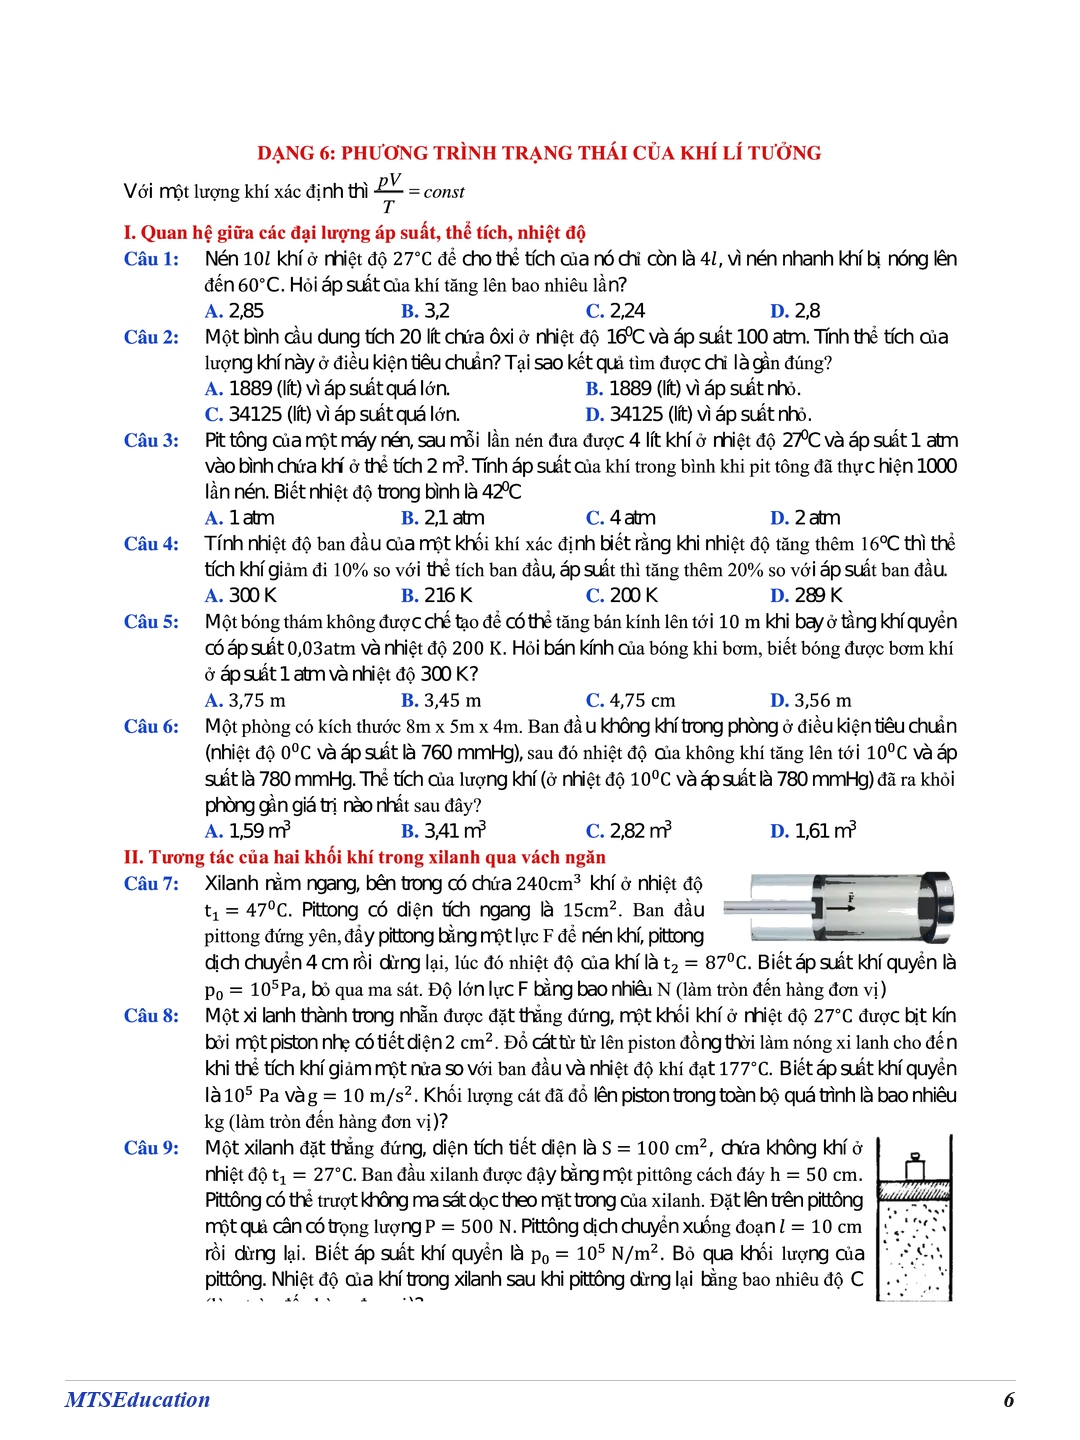 DẠNG 6: PHƯƠNG TRÌNH TRẠNG THÁI CỦA KHÍ LÍ TƯỞNG
Với một lượng khí xác định thì pV/T = const
I. Quan hệ giữa các đại lượng áp suất, thể tích, nhiệt độ
Câu 1: Nén 10l khí ở nhiệt độ 27°C để cho thể tích của nó chỉ còn là 4l, vì nén nhanh khí bị nóng lên
đến 60°C. Hỏi áp suất của khí tăng lên bao nhiêu lần?
A. 2,85 B. 3,2 C. 2,24 D. 2,8
Câu 2: Một bình cầu dung tích 20 lít chứa ôxi ở nhiệt độ 16⁰C và áp suất 100 atm. Tính thể tích của
lượng khí này ở điều kiện tiêu chuẩn? Tại sao kết quả tìm được chỉ là gần đúng?
A. 1889 (lít) vì áp suất quá lớn. B. 1889 (lít) vì áp suất nhỏ.
C. 34125 (lít) vì áp suất quá lớn. D. 34125 (lít) vì áp suất nhỏ.
Câu 3: Pit tông của một máy nén, sau mỗi lần nén đưa được 4 lít khí ở nhiệt độ 27⁰C và áp suất 1 atm
vào bình chứa khí ở thể tích 2 m³. Tính áp suất của khí trong bình khi pit tông đã thực hiện 1000
lần nén. Biết nhiệt độ trong bình là 42⁰C
A. 1 atm B. 2,1 atm C. 4 atm D. 2 atm
Câu 4: Tính nhiệt độ ban đầu của một khối khí xác định biết rằng khi nhiệt độ tăng thêm 16⁰C thì thể
tích khí giảm đi 10% so với thể tích ban đầu, áp suất thì tăng thêm 20% so với áp suất ban đầu.
A. 300 K B. 216 K C. 200 K D. 289 K
Câu 5: Một bóng thám không được chế tạo để có thể tăng bán kính lên tới 10 m khi bay ở tầng khí quyển
có áp suất 0,03atm và nhiệt độ 200 K. Hỏi bán kính của bóng khi bơm, biết bóng được bơm khí
ở áp suất 1 atm và nhiệt độ 300 K?
A. 3,75 m B. 3,45 m C. 4,75 cm D. 3,56 m
Câu 6: Một phòng có kích thước 8m x 5m x 4m. Ban đầu không khí trong phòng ở điều kiện tiêu chuẩn
(nhiệt độ 0⁰C và áp suất là 760 mmHg), sau đó nhiệt độ của không khí tăng lên tới 10⁰C và áp
suất là 780 mmHg. Thể tích của lượng khí (ở nhiệt độ 10⁰C và áp suất là 780 mmHg) đã ra khỏi
phòng gần giá trị nào nhất sau đây?
A. 1,59 m³ B. 3,41 m³ C. 2,82 m³ D. 1,61 m³
II. Tương tác của hai khối khí trong xilanh qua vách ngăn
Câu 7: Xilanh nằm ngang, bên trong có chứa 240cm³ khí ở nhiệt độ
t₁ = 47⁰C. Pittong có diện tích ngang là 15cm². Ban đầu
pittong đứng yên, đẩy pittong bằng một lực F để nén khí, pittong
dịch chuyển 4 cm rồi dừng lại, lúc đó nhiệt độ của khí là t₂ = 87⁰C. Biết áp suất khí quyển là
p₀ = 10⁵Pa, bỏ qua ma sát. Độ lớn lực F bằng bao nhiêu N (làm tròn đến hàng đơn vị)
F
Câu 8: Một xi lanh thành trong nhẵn được đặt thẳng đứng, một khối khí ở nhiệt độ 27°C được bịt kín
bởi một piston nhẹ có tiết diện 2 cm². Đổ cát từ từ lên piston đồng thời làm nóng xi lanh cho đến
khi thể tích khí giảm một nửa so với ban đầu và nhiệt độ khí đạt 177°C. Biết áp suất khí quyển
là 10⁵ Pa và g = 10 m/s². Khối lượng cát đã đổ lên piston trong toàn bộ quá trình là bao nhiêu
kg (làm tròn đến hàng đơn vị)?
Câu 9: Một xilanh đặt thẳng đứng, diện tích tiết diện là S = 100 cm², chứa không khí ở
nhiệt độ t₁ = 27°C. Ban đầu xilanh được đậy bằng một pittông cách đáy h = 50 cm.
Pittông có thể trượt không ma sát dọc theo mặt trong của xilanh. Đặt lên trên pittông
một quả cân có trọng lượng P = 500 N. Pittông dịch chuyển xuống đoạn l = 10 cm
rồi dừng lại. Biết áp suất khí quyển là p₀ = 10⁵ N/m². Bỏ qua khối lượng của
pittông. Nhiệt độ của khí trong xilanh sau khi pittông dừng lại bằng bao nhiêu độ C
MTSEducation 6